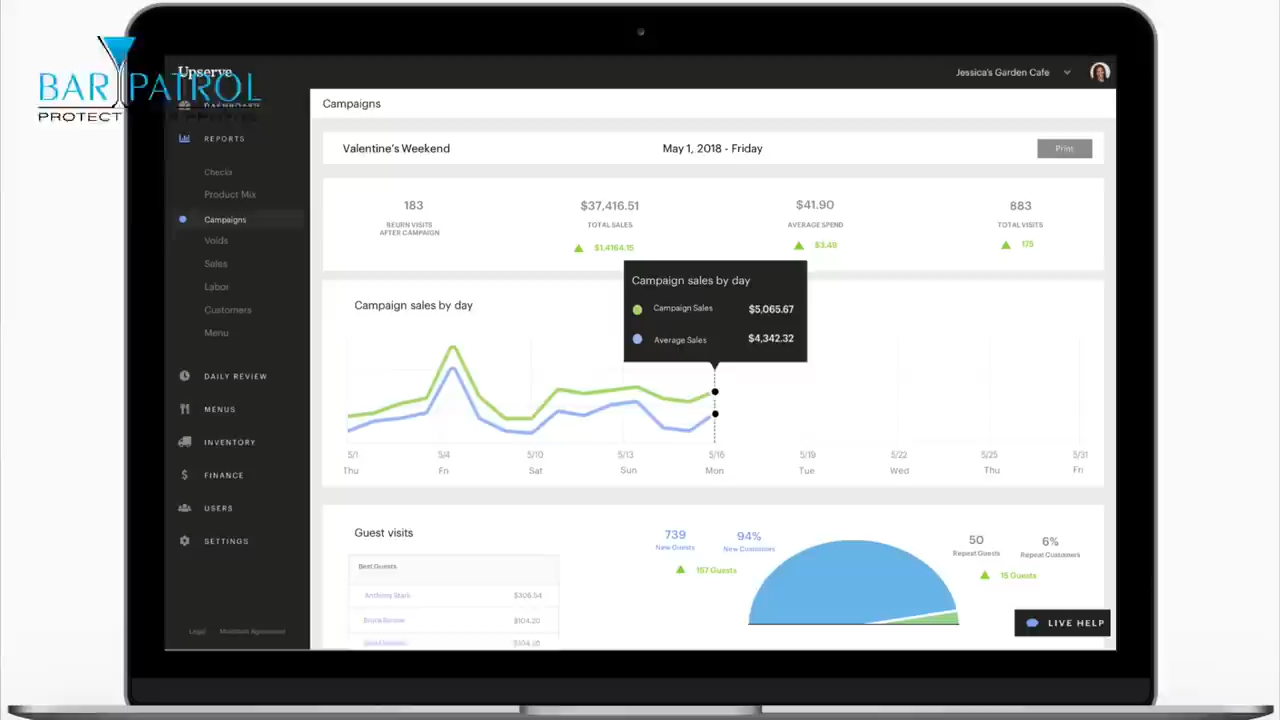 BAR PATROL
PROTECT
Upserve
Jessica's Garden Cafe
DASHBOARD
Campaigns
REPORTS
Valentine's Weekend
May 1, 2018 - Friday
Print
Checks
Product Mix
Campaigns
Voids
Sales
Labor
Customers
Menu
DAILY REVIEW
MENUS
INVENTORY
FINANCE
USERS
SETTINGS
Legal
183
REURN VISITS
AFTER CAMPAIGN
$37,416.51
TOTAL SALES
$1,4164.15
$41.90
AVERAGE SPEND
$3.49
883
TOTAL VISITS
175
Campaign sales by day
Campaign sales by day
Campaign Sales $5,065.67
Average Sales $4,342.32
5/1 5/4 5/10 5/13 5/16 5/19 5/22 5/25 5/31
Thu Fri Sat Sun Mon Tue Wed Thu Fri
Guest visits
Best Guests
Anthony Stark $306.54
$104.20
739
New Guests
94%
New Customers
157 Guests
50
Repeat Guests
6%
Repeat Customers
15 Guests
LIVE HELP